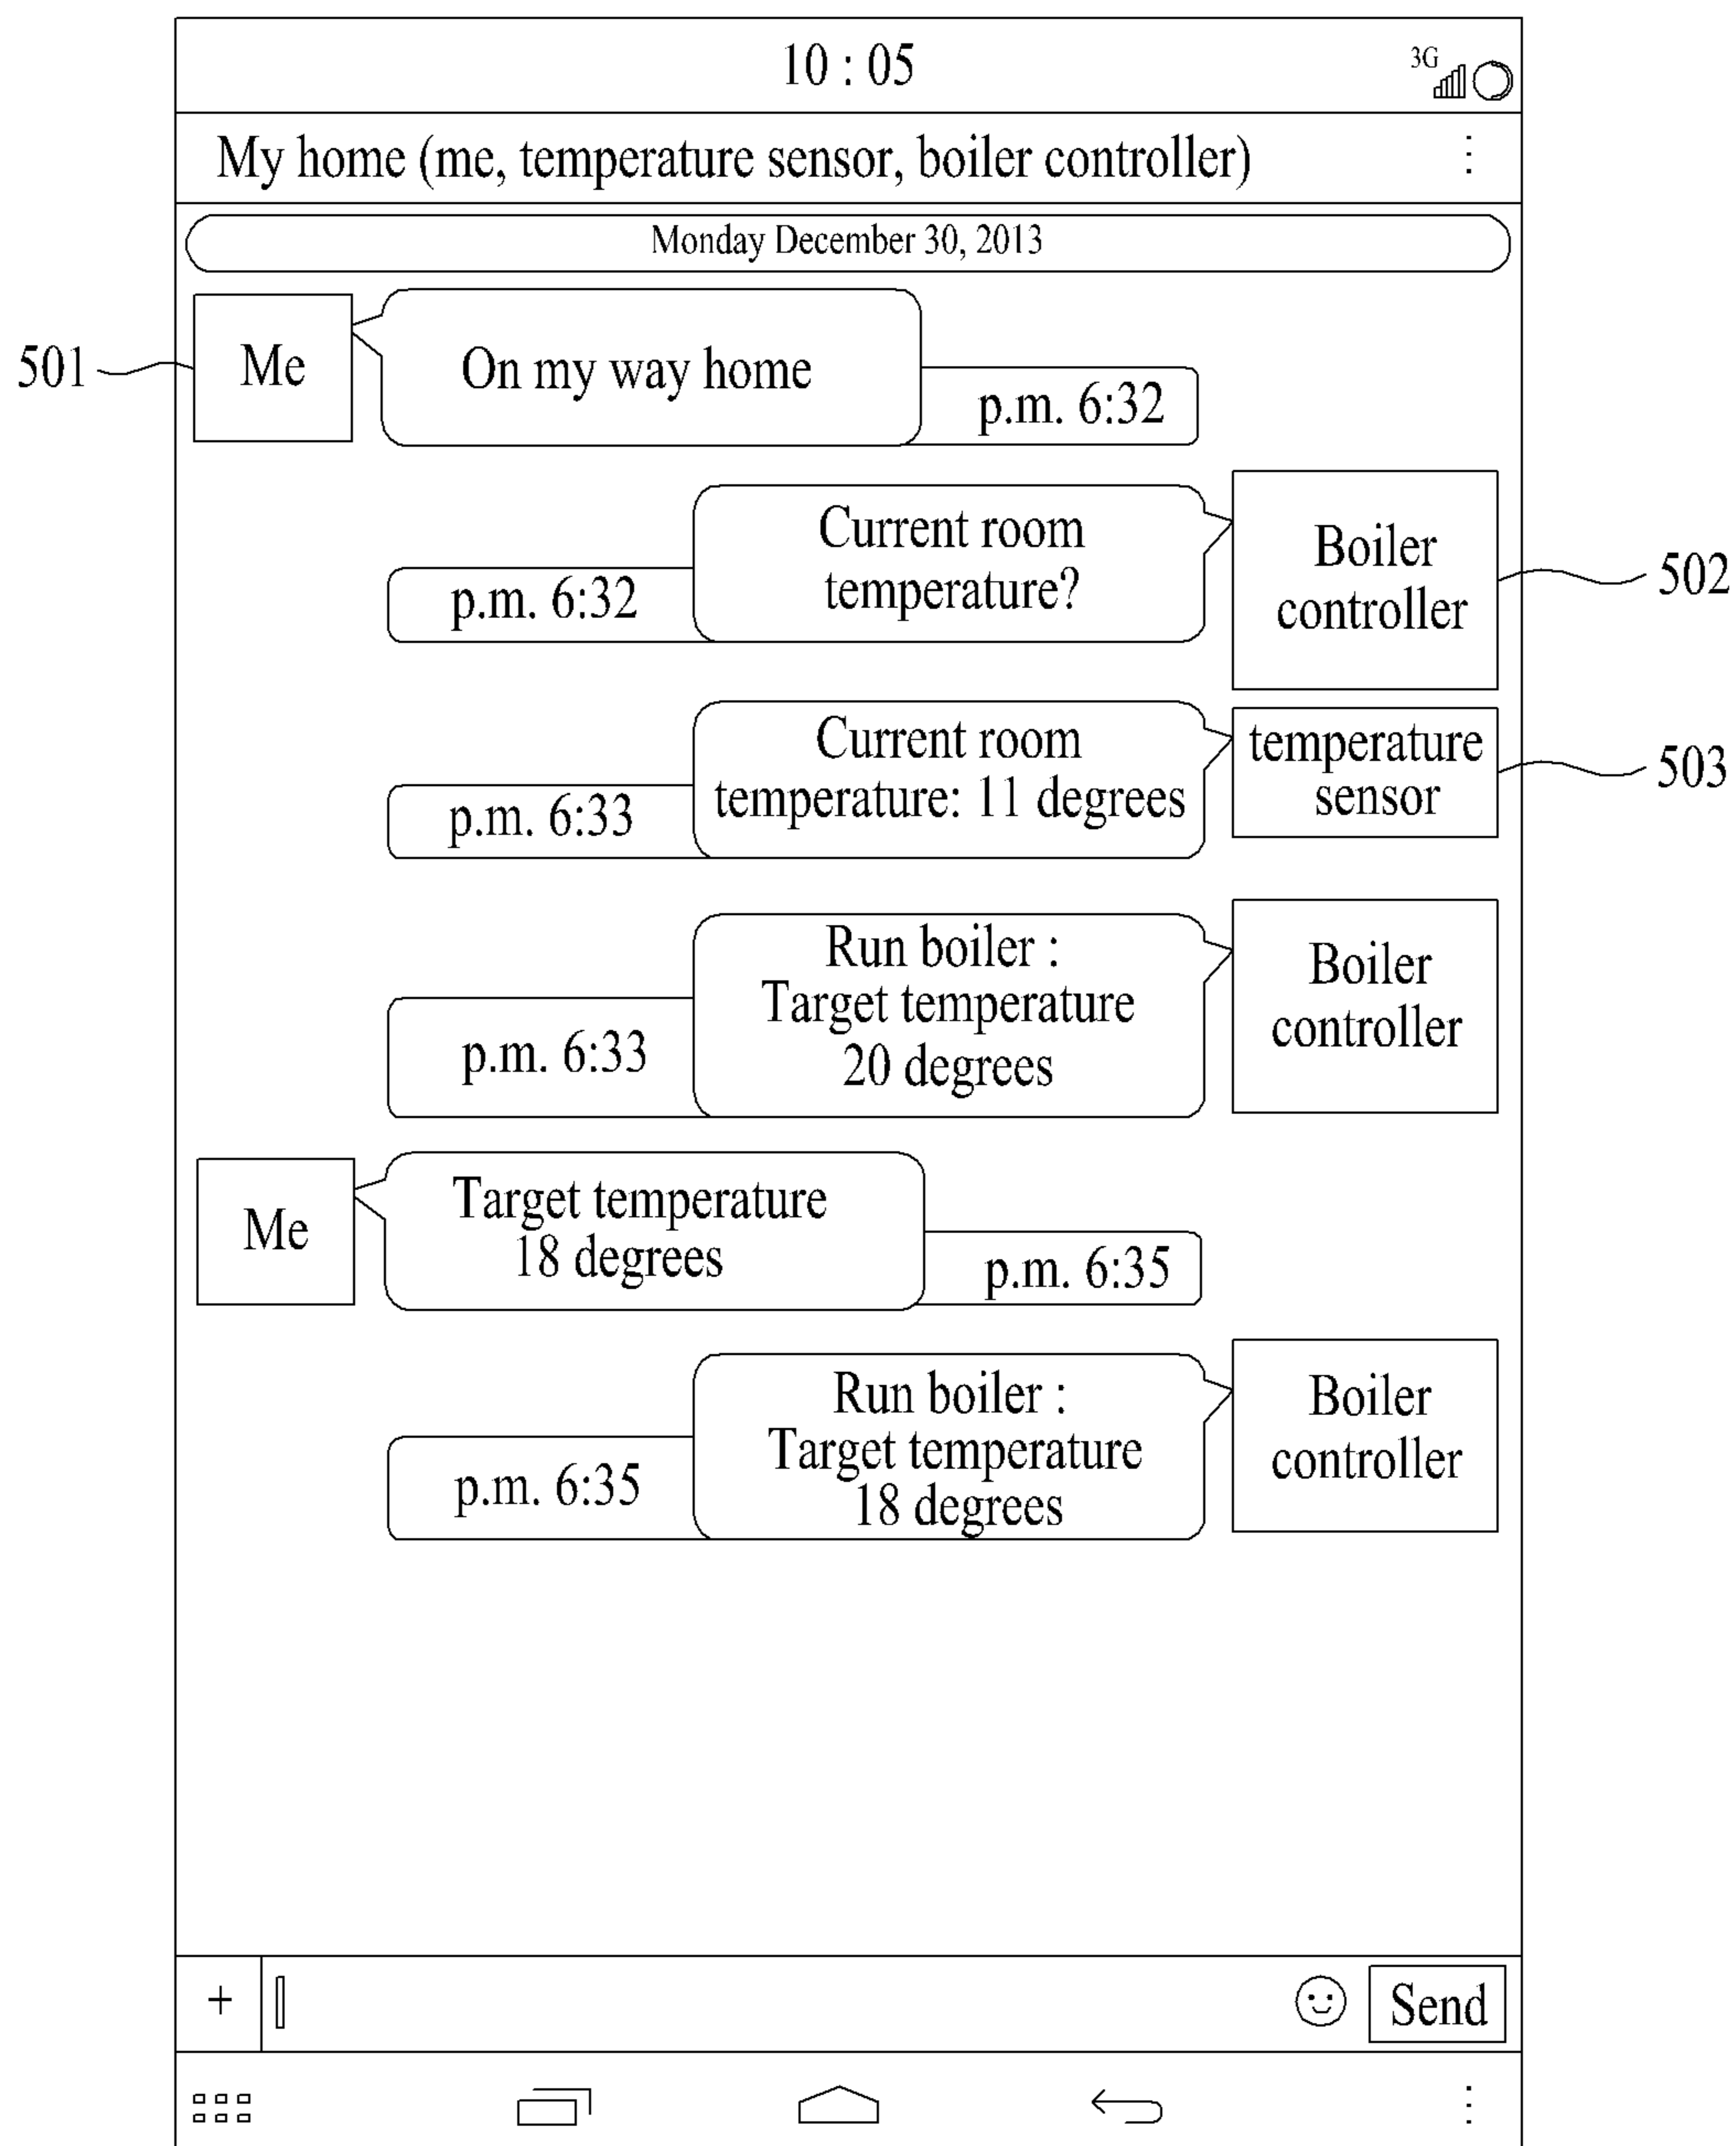 10 : 05
3G
My home (me, temperature sensor, boiler controller)
Monday December 30, 2013
501
Me
On my way home
p.m. 6:32
Current room
temperature?
p.m. 6:32
Boiler
controller
502
Current room
temperature: 11 degrees
p.m. 6:33
temperature
sensor
503
Run boiler :
Target temperature
20 degrees
p.m. 6:33
Boiler
controller
Me
Target temperature
18 degrees
p.m. 6:35
Run boiler :
Target temperature
18 degrees
p.m. 6:35
Boiler
controller
+
Send